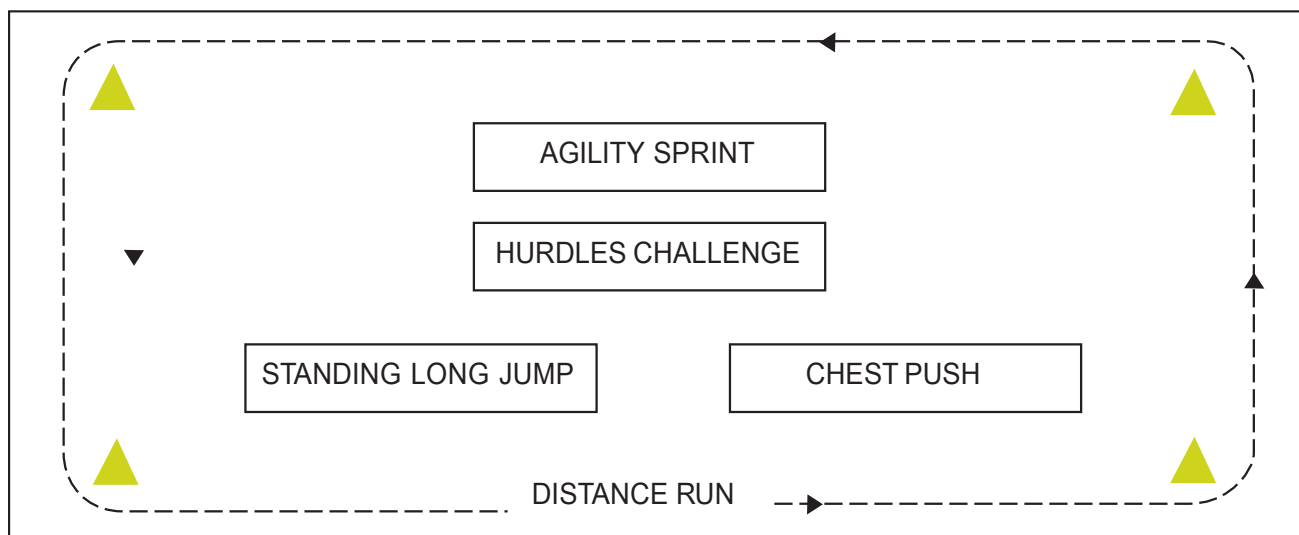 AGILITY SPRINT
HURDLES CHALLENGE
STANDING LONG JUMP
CHEST PUSH
DISTANCE RUN